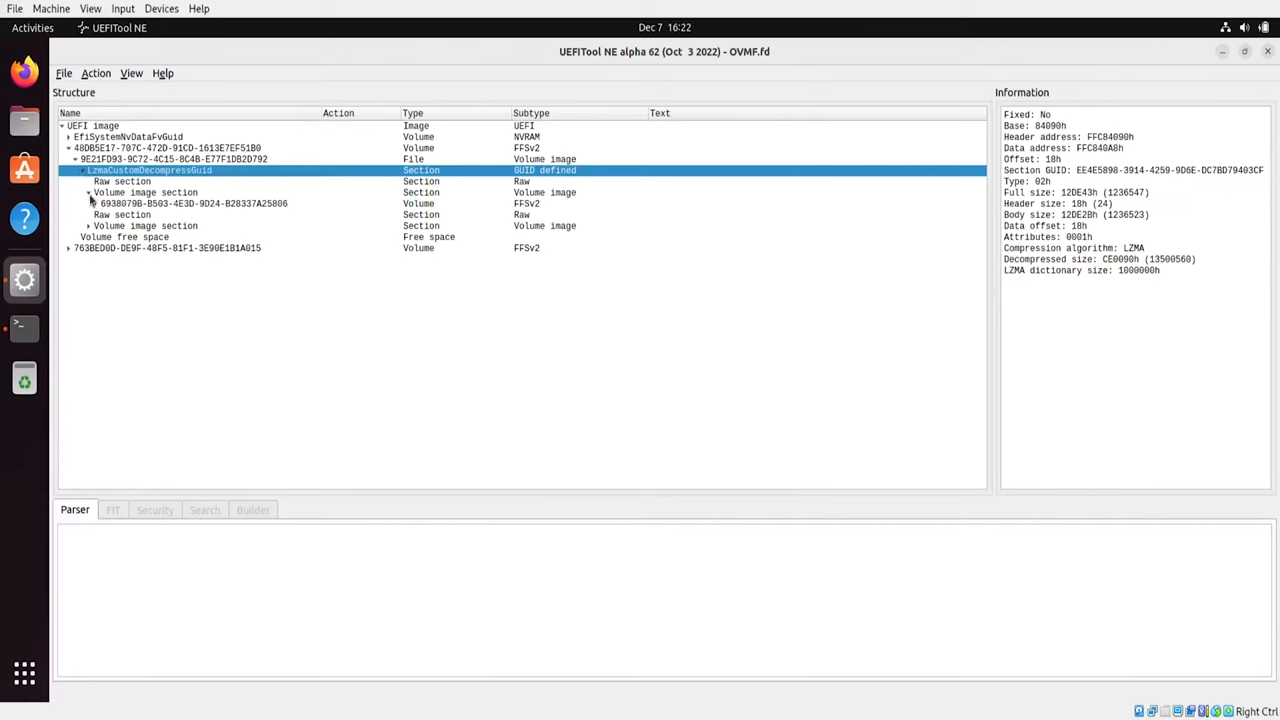 File Machine View Input Devices Help
Activities UEFITool NE Dec 7 16:22
UEFITool NE alpha 62 (Oct 3 2022) - OVMF.fd
File Action View Help
Structure
Name Action Type Subtype Text
UEFI image Image UEFI
EfiSystemNvDataFvGuid Volume NVRAM
48DB5E17-707C-472D-91CD-1613E7EF51B0 Volume FFSv2
9E21FD93-9C72-4C15-8C4B-E77F1DB2D792 File Volume image
LzmaCustomDecompressGuid Section GUID defined
Raw section Section Raw
Volume image section Section Volume image
6938079B-B503-4E3D-9D24-B28337A25806 Volume FFSv2
Raw section Section Raw
Volume image section Section Volume image
Volume free space Free space
763BED0D-DE9F-48F5-81F1-3E90E1B1A015 Volume FFSv2
Information
Fixed: No
Base: 84090h
Header address: FFC84090h
Data address: FFC840A8h
Offset: 18h
Section GUID: EE4E5898-3914-4259-9D6E-DC7BD79403CF
Type: 02h
Full size: 12DE43h (1236547)
Header size: 18h (24)
Body size: 12DE2Bh (1236523)
Data offset: 18h
Attributes: 0001h
Compression algorithm: LZMA
Decompressed size: CE0090h (13500560)
LZMA dictionary size: 1000000h
Parser FIT Security Search Builder
Right Ctrl